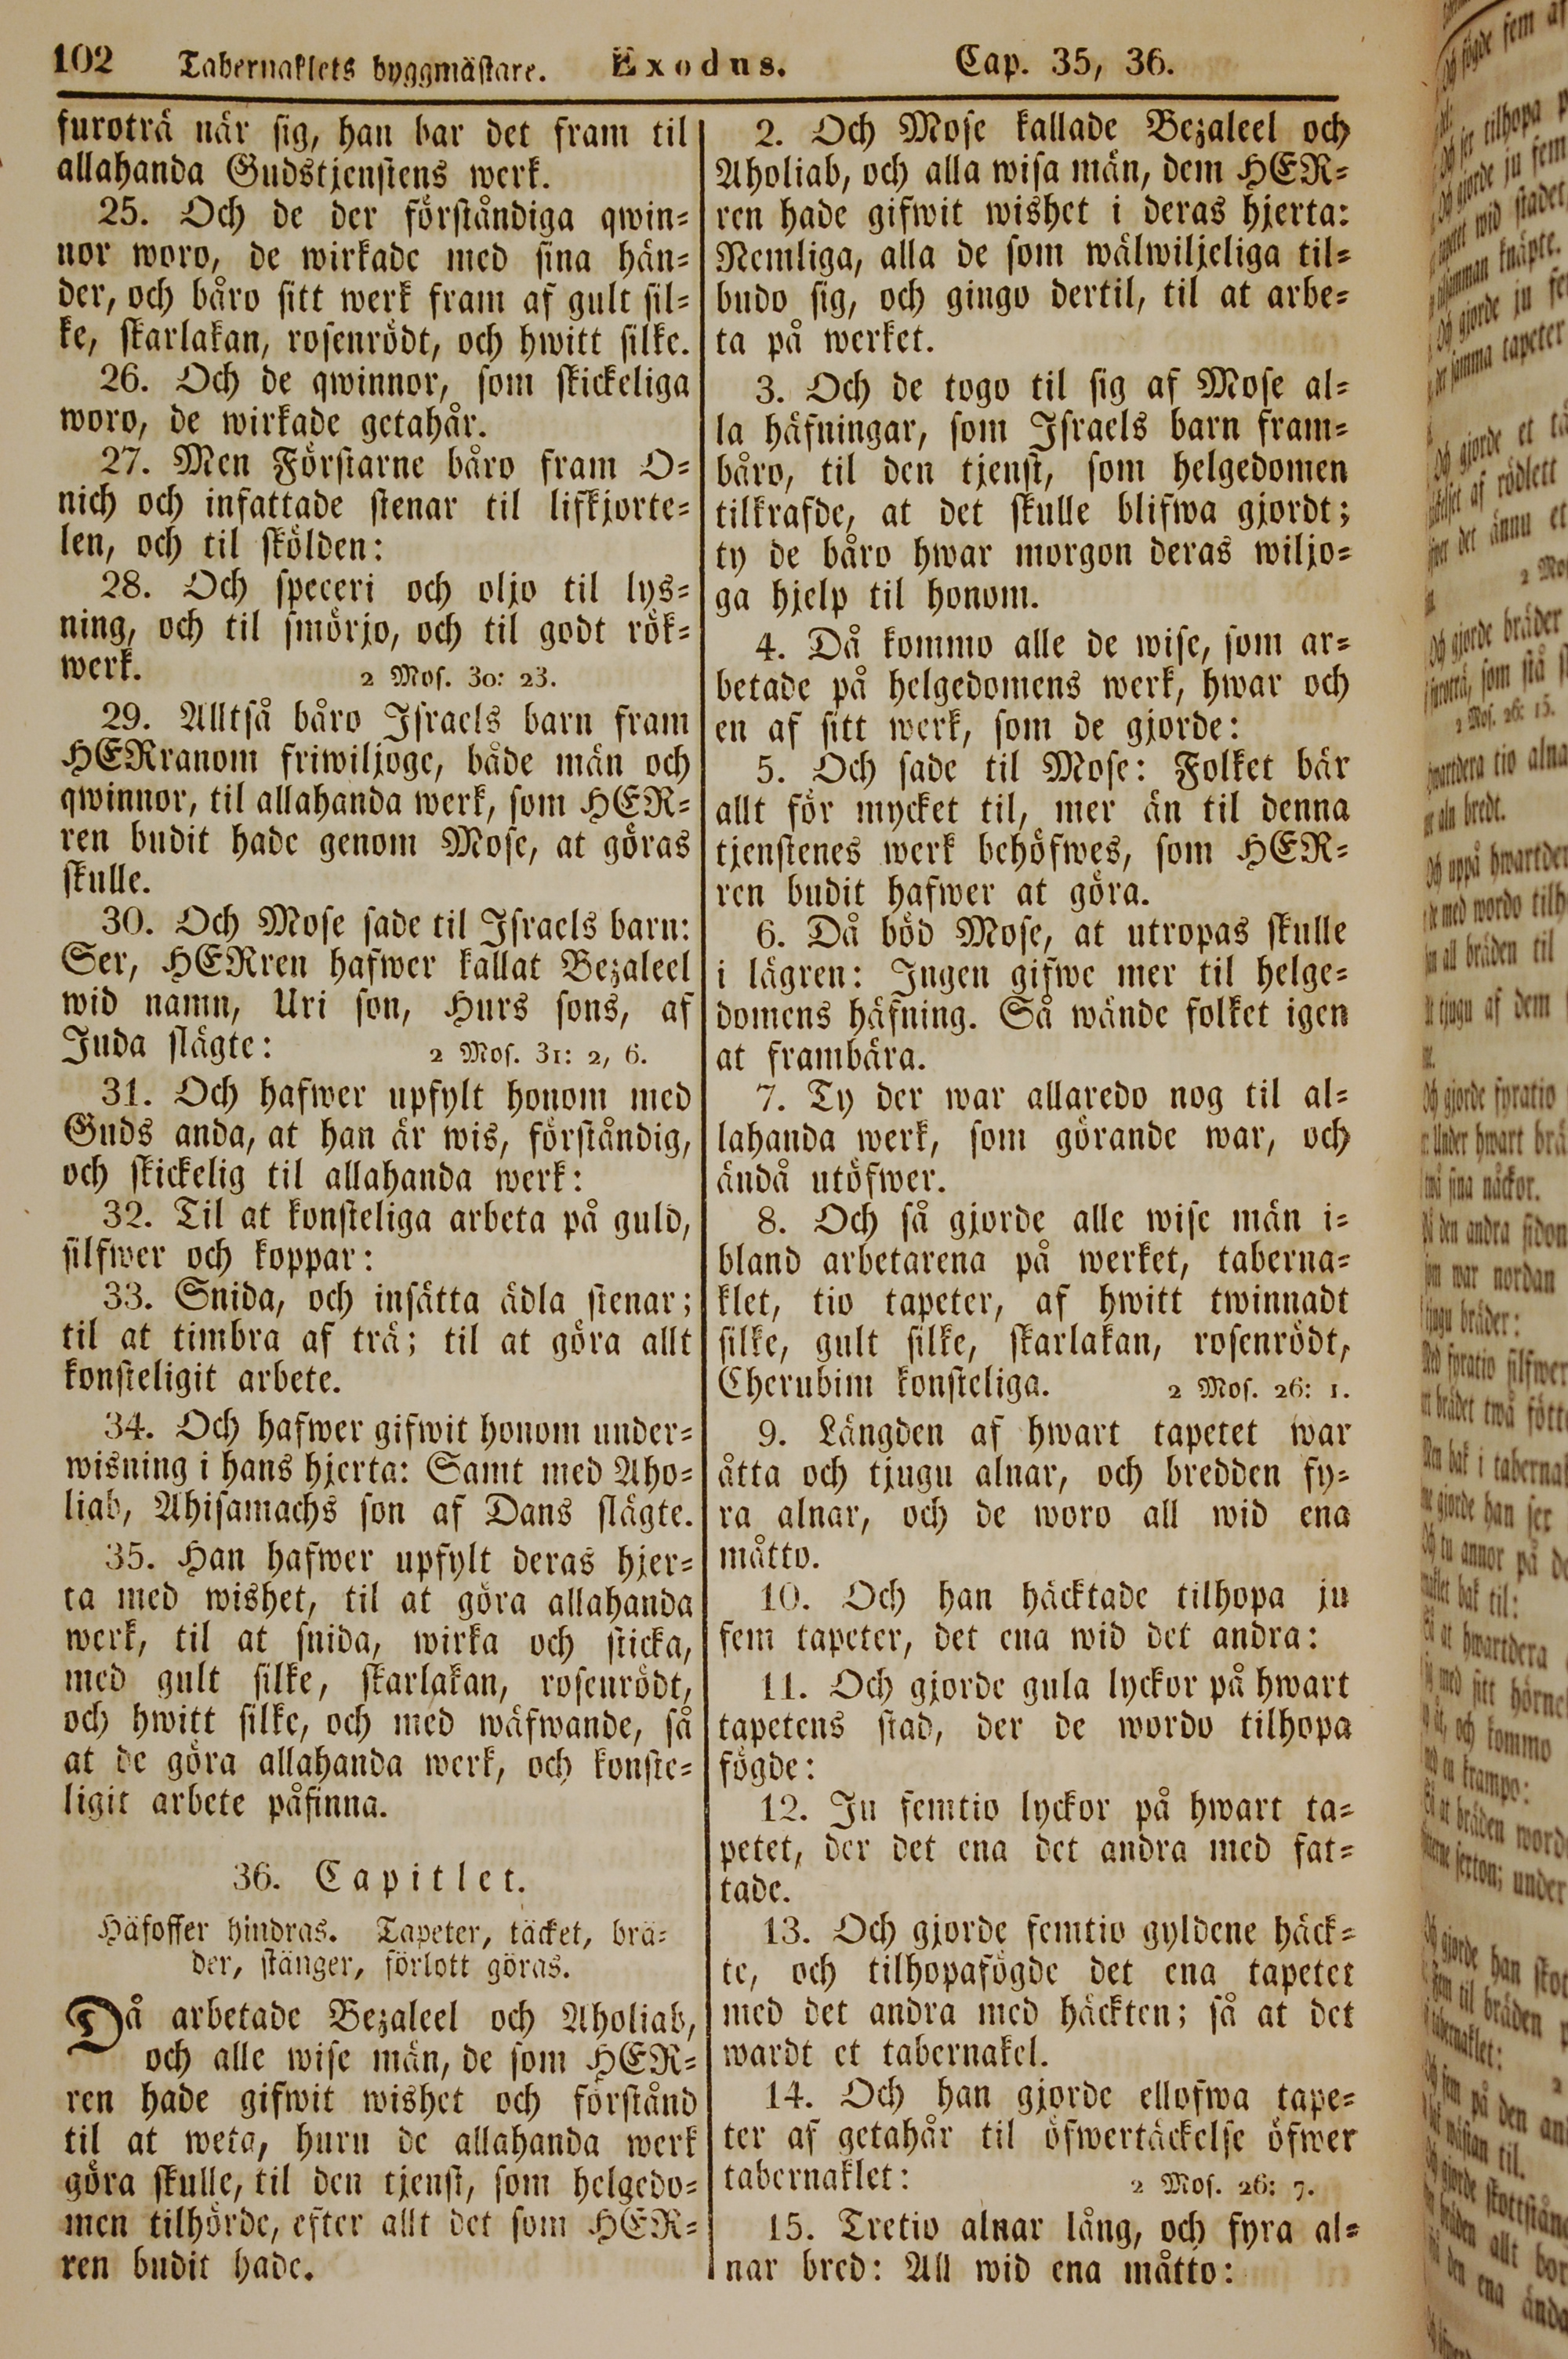 102 Tabernaklets byggmästare. Exodus. Cap. 35, 36.
furoträ när sig, han bar det fram til
allahanda Gudstjenstens werk.
25. Och de der förståndiga qwin=
nor woro, de wirkade med sina hän=
der, och båro sitt werk fram af gult sil=
ke, skarlakan, rosenrödt, och hwitt silke.
26. Och de qwinnor, som skickeliga
woro, de wirkade getahår.
27. Men Förstarne båro fram O=
nich och infattade stenar til lifkjorte=
len, och til skölden:
28. Och speceri och oljo til lys=
ning, och til smörjo, och til godt rök=
werk. 2 Mos. 30: 23.
29. Alltså båro Israels barn fram
HERranom friwiljoge, både män och
qwinnor, til allahanda werk, som HER=
ren budit hade genom Mose, at göras
skulle.
30. Och Mose sade til Israels barn:
Ser, HERren hafwer kallat Bezaleel
wid namn, Uri son, Hurs sons, af
Juda slägte: 2 Mos. 31: 2, 6.
31. Och hafwer upfylt honom med
Guds anda, at han är wis, förståndig,
och skickelig til allahanda werk:
32. Til at konsteliga arbeta på guld,
silfwer och koppar:
33. Snida, och insätta ädla stenar;
til at timbra af trä; til at göra allt
konsteligit arbete.
34. Och hafwer gifwit honom under=
wisning i hans hjerta: Samt med Aho=
liab, Ahisamachs son af Dans slägte.
35. Han hafwer upfylt deras hjer=
ta med wishet, til at göra allahanda
werk, til at snida, wirka och sticka,
med gult silke, skarlakan, rosenrödt,
och hwitt silke, och med wäfwande, så
at de göra allahanda werk, och konste=
ligit arbete påfinna.
36. Capitlet.
Häfoffer hindras. Tapeter, täcket, brä=
der, stänger, förlott göras.
Då arbetade Bezaleel och Aholiab,
och alle wise män, de som HER=
ren hade gifwit wishet och förstånd
til at weta, huru de allahanda werk
göra skulle, til den tjenst, som helgedo=
men tilhörde, efter allt det som HER=
ren budit hade.
2. Och Mose kallade Bezaleel och
Aholiab, och alla wisa män, dem HER=
ren hade gifwit wishet i deras hjerta:
Nemliga, alla de som wälwiljeliga til=
budo sig, och gingo dertil, til at arbe=
ta på werket.
3. Och de togo til sig af Mose al=
la häfningar, som Israels barn fram=
båro, til den tjenst, som helgedomen
tilkrafde, at det skulle blifwa gjordt;
ty de båro hwar morgon deras wiljo=
ga hjelp til honom.
4. Då kommo alle de wise, som ar=
betade på helgedomens werk, hwar och
en af sitt werk, som de gjorde:
5. Och sade til Mose: Folket bär
allt för mycket til, mer än til denna
tjenstenes werk behöfwes, som HER=
ren budit hafwer at göra.
6. Då böd Mose, at utropas skulle
i lägren: Ingen gifwe mer til helge=
domens häfning. Så wände folket igen
at frambära.
7. Ty der war allaredo nog til al=
lahanda werk, som görande war, och
ändå utöfwer.
8. Och så gjorde alle wise män i=
bland arbetarena på werket, taberna=
klet, tio tapeter, af hwitt twinnadt
silke, gult silke, skarlakan, rosenrödt,
Cherubim konsteliga. 2 Mos. 26: 1.
9. Längden af hwart tapetet war
åtta och tjugu alnar, och bredden fy=
ra alnar, och de woro all wid ena
måtto.
10. Och han häcktade tilhopa ju
fem tapeter, det ena wid det andra:
11. Och gjorde gula lyckor på hwart
tapetens stad, der de wordo tilhopa
fögde:
12. Ju femtio lyckor på hwart ta=
petet, der det ena det andra med fat=
tade.
13. Och gjorde femtio gyldene häck=
te, och tilhopafögde det ena tapetet
med det andra med häckten; så at det
wardt et tabernakel.
14. Och han gjorde ellofwa tape=
ter af getahår til öfwertäckelse öfwer
tabernaklet: 2 Mos. 26: 7.
15. Tretio alnar lång, och fyra al=
nar bred: All wid ena måtto: